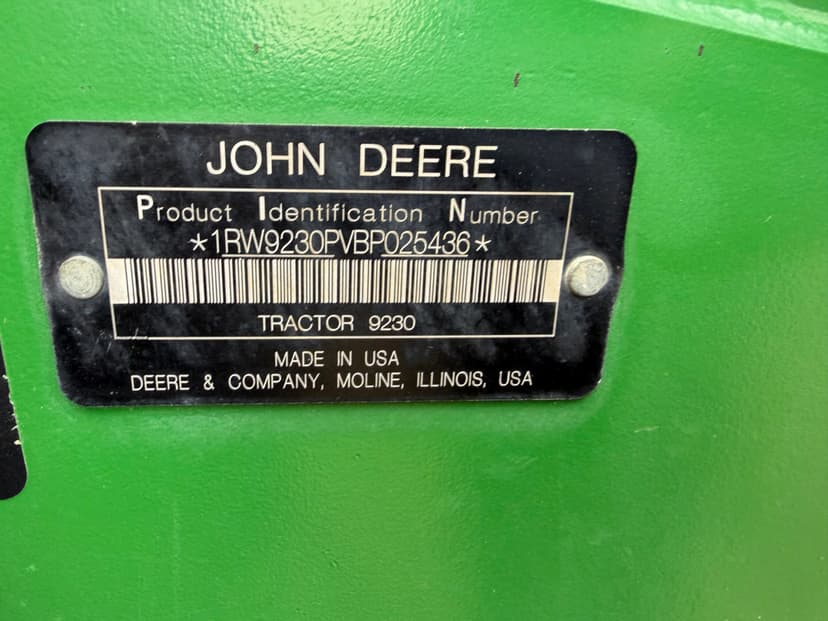 JOHN DEERE
Product Identification Number
*1RW9230PVBP025436*
TRACTOR 9230
MADE IN USA
DEERE & COMPANY, MOLINE, ILLINOIS, USA